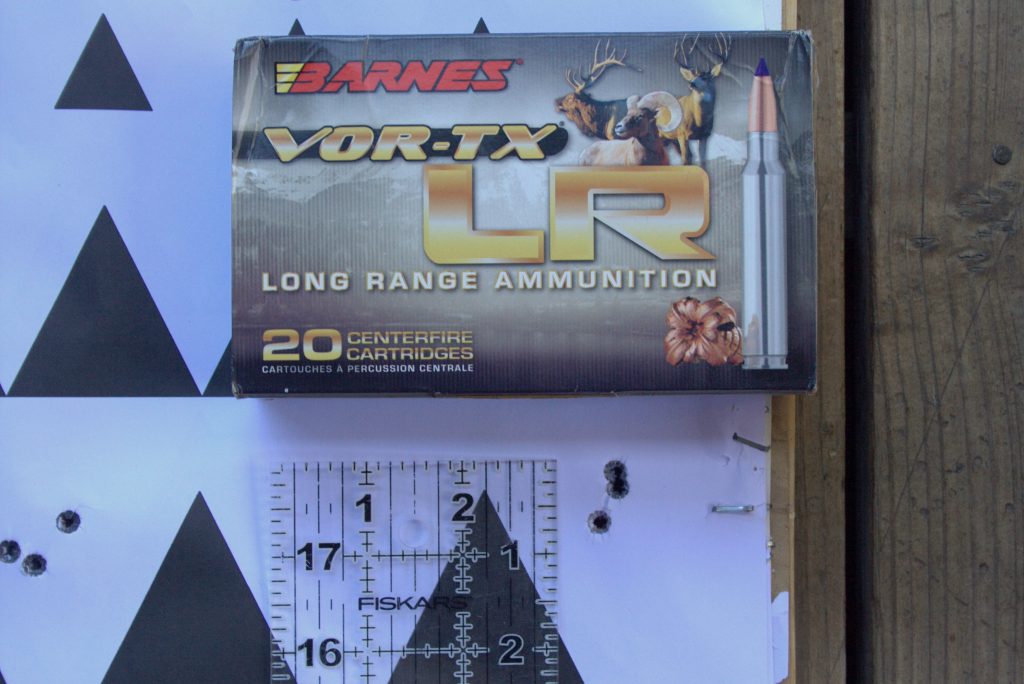 BARNES
VOR-TX
LR
LONG RANGE AMMUNITION
20 CENTERFIRE
CARTRIDGES
CARTOUCHES À PERCUSSION CENTRALE
1 2
17 1
FISKARS
16 2